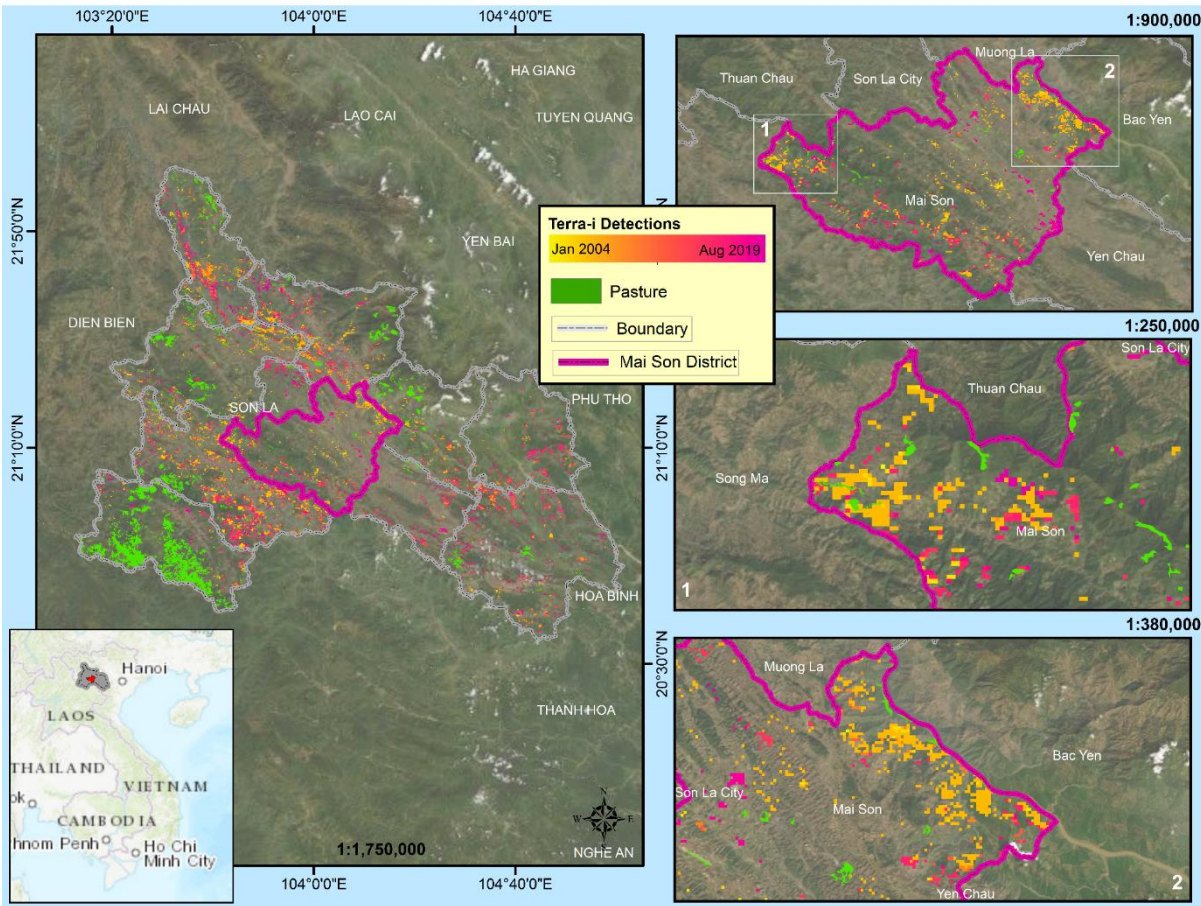 103°20'0"E
104°0'0"E
104°40'0"E
21°50'0"N
21°10'0"N
HA GIANG
LAI CHAU
LAO CAI
TUYEN QUANG
YEN BAI
DIEN BIEN
SON LA
PHU THO
HOA BINH
THANH HOA
NGHE AN
N
W
E
S
1:1,750,000
104°0'0"E
104°40'0"E
Hanoi
LAOS
THAILAND
VIETNAM
ok
CAMBODIA
hnom Penh
Ho Chi
Minh City
Terra-i Detections
Jan 2004
Aug 2019
Pasture
Boundary
Mai Son District
1:900,000
Muong La
Thuan Chau
Son La City
2
Bac Yen
1
Mai Son
Yen Chau
1:250,000
Son La City
Thuan Chau
21°10'0"N
Song Ma
Mai Son
1
1:380,000
20°30'0"N
Muong La
Bac Yen
Son La City
Mai Son
Yen Chau
2